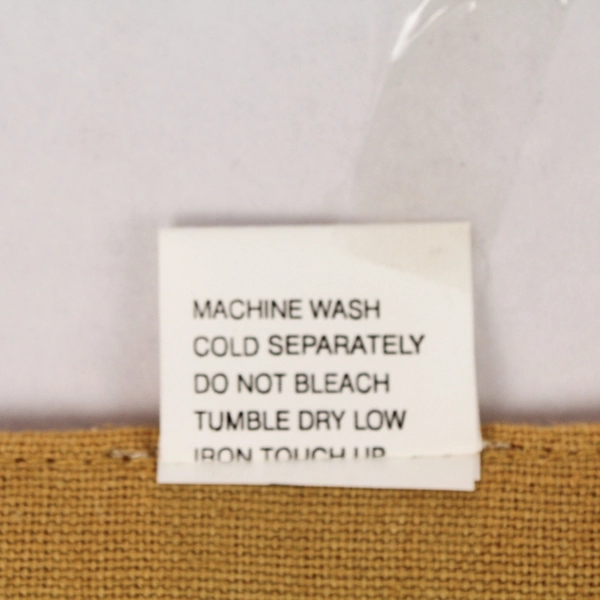 MACHINE WASH
COLD SEPARATELY
DO NOT BLEACH
TUMBLE DRY LOW
IRON TOUCH UP